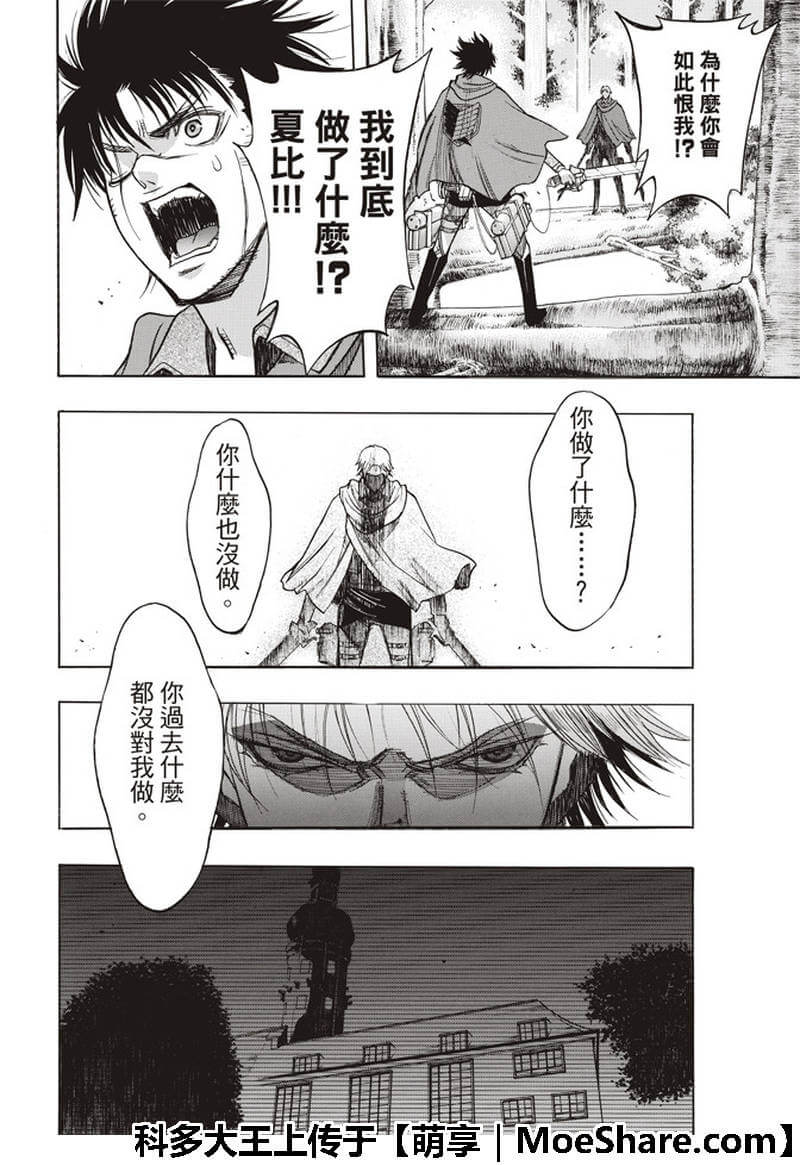 為什麼你會
如此恨我!?
我到底
做了什麼!?
夏比!!!
你做了什麼……?
你什麼也沒做。
你過去什麼
都沒對我做。
科多大王上传于【萌享|MoeShare.com】